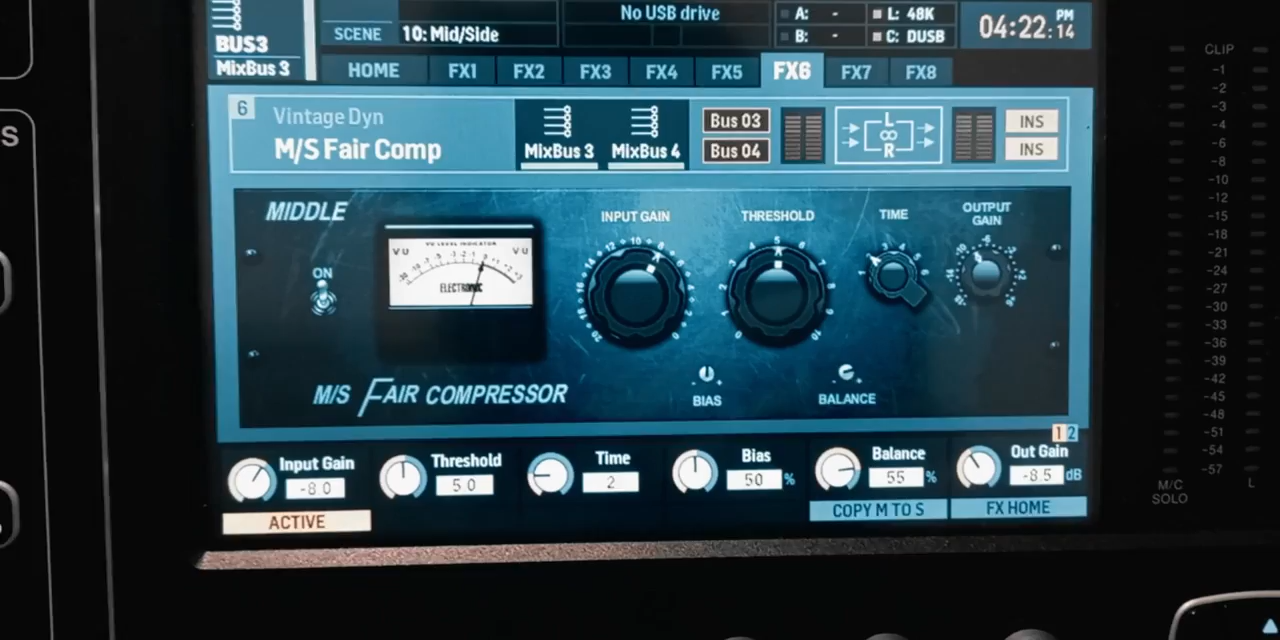 No USB drive
A: -
L: 48K
BUS3
SCENE
10: Mid/Side
B: -
C: DUSB
04:22:14 PM
MixBus 3
HOME FX1 FX2 FX3 FX4 FX5 FX6 FX7 FX8
6
Vintage Dyn
M/S Fair Comp
MixBus 3
MixBus 4
Bus 03
Bus 04
L
∞
R
INS
INS
MIDDLE
ON
VU LEVEL INDICATOR
VU VU
ELECTRONIC
INPUT GAIN
THRESHOLD
TIME
OUTPUT
GAIN
M/S FAIR COMPRESSOR
- +
BIAS
- +
BALANCE
1 2
Input Gain
-8.0
Threshold
5.0
Time
2
Bias
50 %
Balance
55 %
Out Gain
-8.5 dB
ACTIVE
COPY M TO S
FX HOME
S
CLIP
-1
-2
-3
-4
-6
-8
-10
-12
-15
-18
-21
-24
-27
-30
-33
-36
-39
-42
-45
-48
-51
-54
-57
M/C
SOLO
L